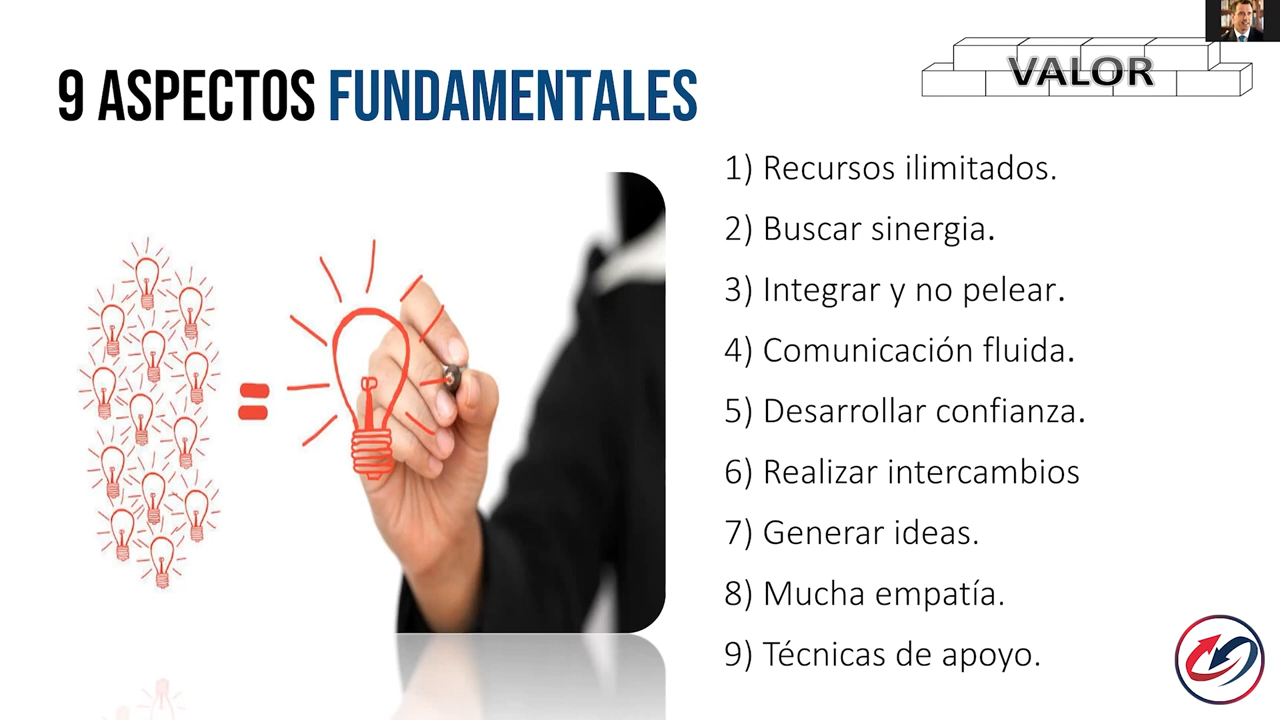 9 ASPECTOS FUNDAMENTALES
VALOR
1) Recursos ilimitados.
2) Buscar sinergia.
3) Integrar y no pelear.
4) Comunicación fluida.
5) Desarrollar confianza.
6) Realizar intercambios
7) Generar ideas.
8) Mucha empatía.
9) Técnicas de apoyo.